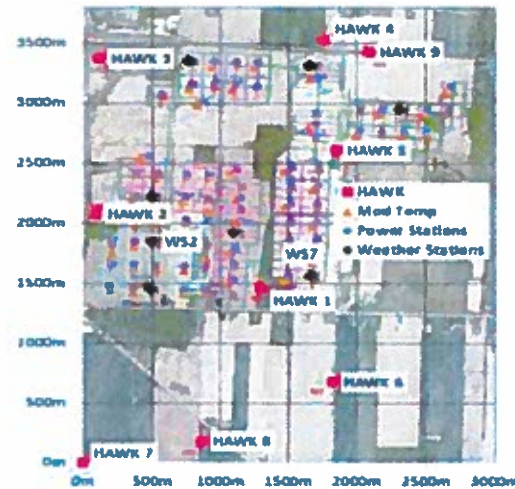 HAWK 4
3500m
HAWK 3
HAWK 9
3000m
HAWK 5
2500m
HAWK
Mod Temp
HAWK 2
2000m
Power Stations
WS2
WS7
Weather Stations
1500m
HAWK 1
1000m
HAWK 6
500m
HAWK 8
HAWK 7
0m
0m 500m 1000m 1500m 2000m 2500m 3000m